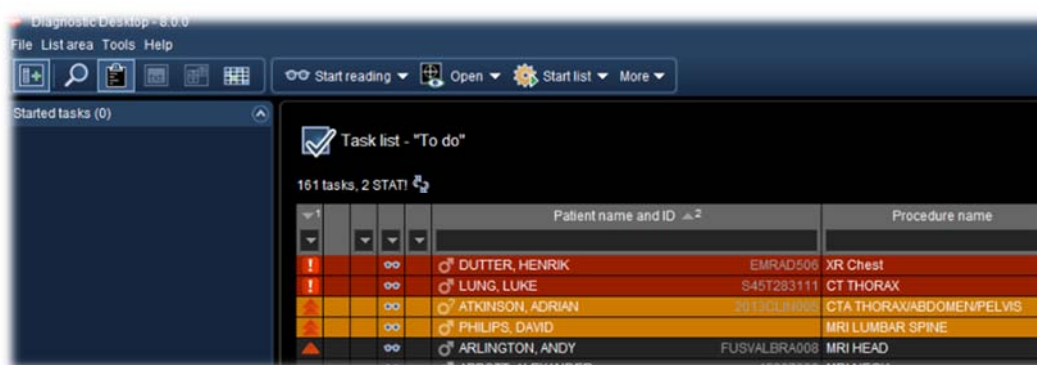 Diagnostic Desktop - 8.0.0
File List area Tools Help
Start reading Open Start list More
Started tasks (0)
Task list - "To do"
161 tasks, 2 STAT!
1 Patient name and ID 2 Procedure name
! DUTTER, HENRIK EMRAD506 XR Chest
! LUNG, LUKE S45T283111 CT THORAX
ATKINSON, ADRIAN CTA THORAX/ABDOMEN/PELVIS
PHILIPS, DAVID MRI LUMBAR SPINE
ARLINGTON, ANDY FUSVALBRA008 MRI HEAD